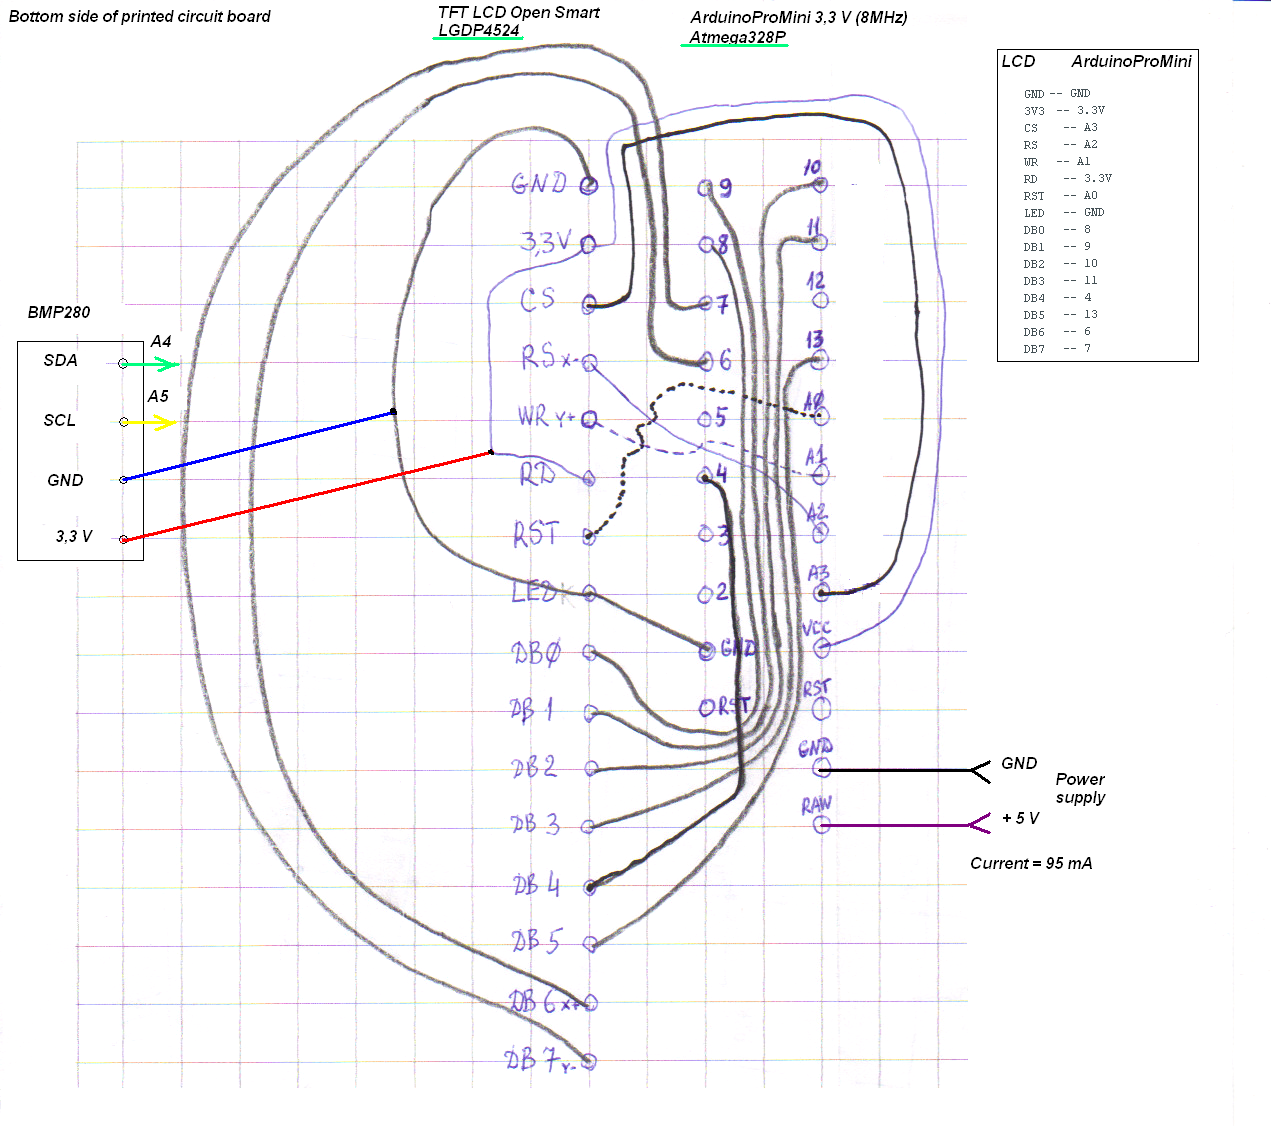 Bottom side of printed circuit board
TFT LCD Open Smart
LGDP4524
ArduinoProMini 3,3 V (8MHz)
Atmega328P
LCD ArduinoProMini
GND -- GND
3V3 -- 3.3V
CS -- A3
RS -- A2
WR -- A1
RD -- 3.3V
RST -- A0
LED -- GND
DB0 -- 8
DB1 -- 9
DB2 -- 10
DB3 -- 11
DB4 -- 4
DB5 -- 13
DB6 -- 6
DB7 -- 7
BMP280
SDA
A4
SCL
A5
GND
3,3 V
GND
3,3V
CS
RS X-
WR Y+
RD
RST
LED K
DBØ
DB 1
DB 2
DB 3
DB 4
DB 5
DB 6 X+
DB 7 Y-
9
8
7
6
5
4
3
2
GND
RST
10
11
12
13
AØ
A1
A2
A3
VCC
RST
GND
RAW
GND
Power
supply
+ 5 V
Current = 95 mA